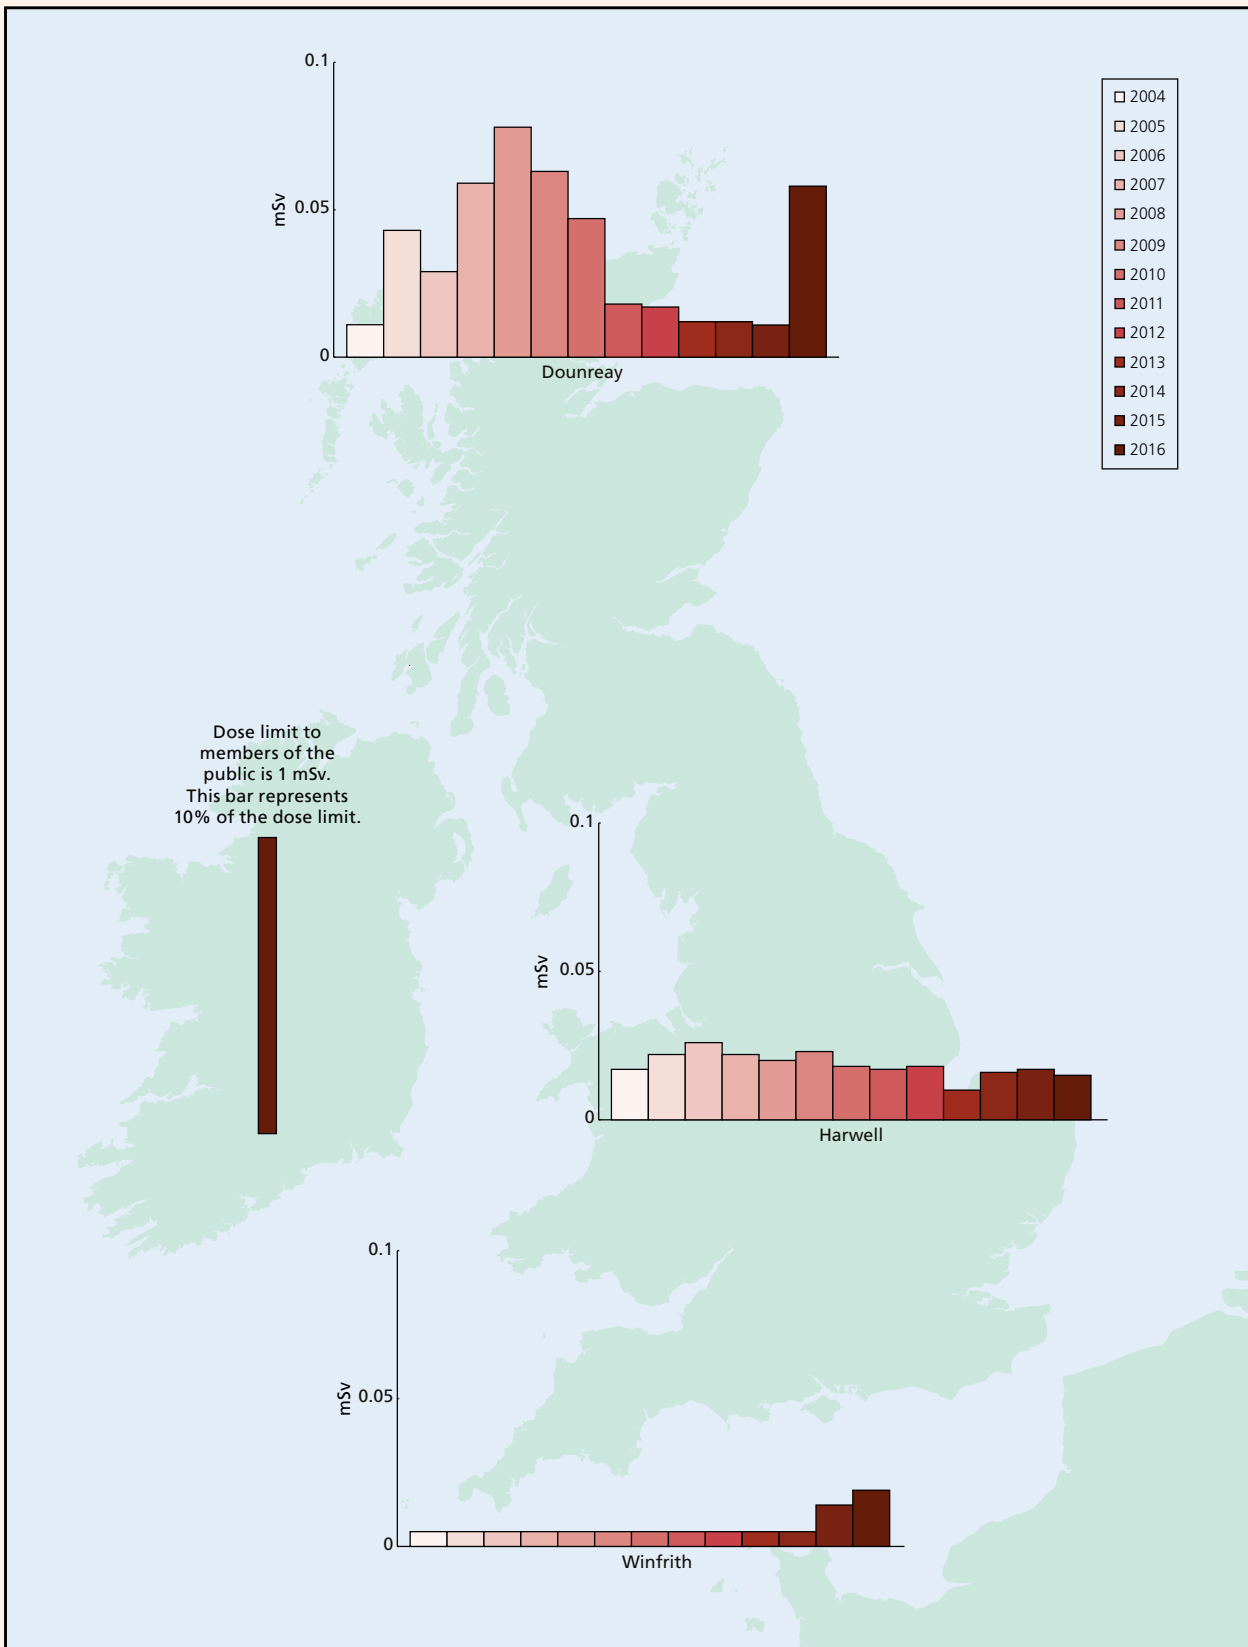 0.1
mSv
0.05
0
Dounreay
2004
2005
2006
2007
2008
2009
2010
2011
2012
2013
2014
2015
2016
Dose limit to
members of the
public is 1 mSv.
This bar represents
10% of the dose limit.
0.1
mSv
0.05
0
Harwell
0.1
mSv
0.05
0
Winfrith